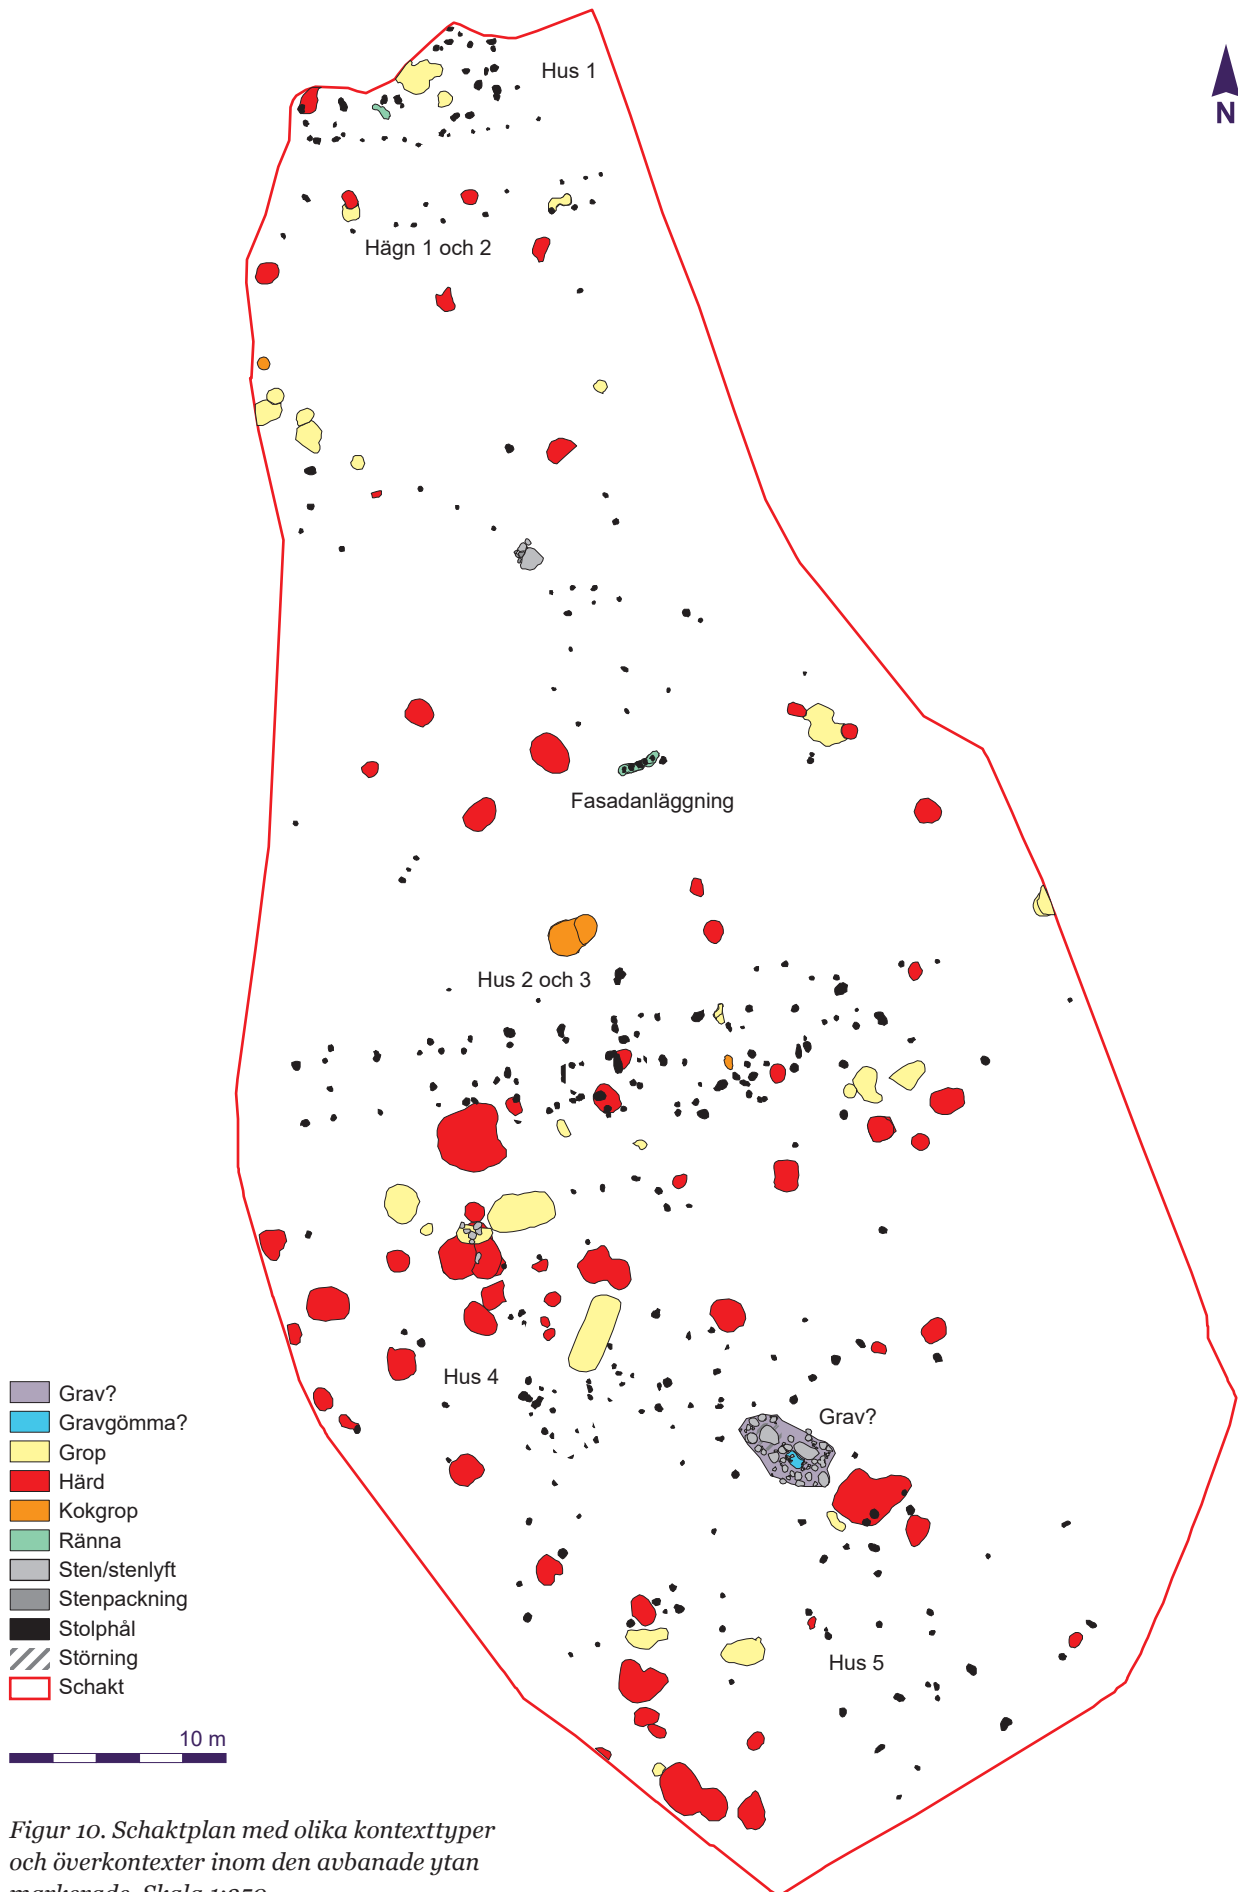 Hus 1
N
Hägn 1 och 2
Fasadanläggning
Hus 2 och 3
Hus 4
Grav?
Hus 5
Grav?
Gravgömma?
Grop
Härd
Kokgrop
Ränna
Sten/stenlyft
Stenpackning
Stolphål
Störning
Schakt
10 m
Figur 10. Schaktplan med olika kontexttyper
och överkontexter inom den avbanade ytan
markerade. Skala